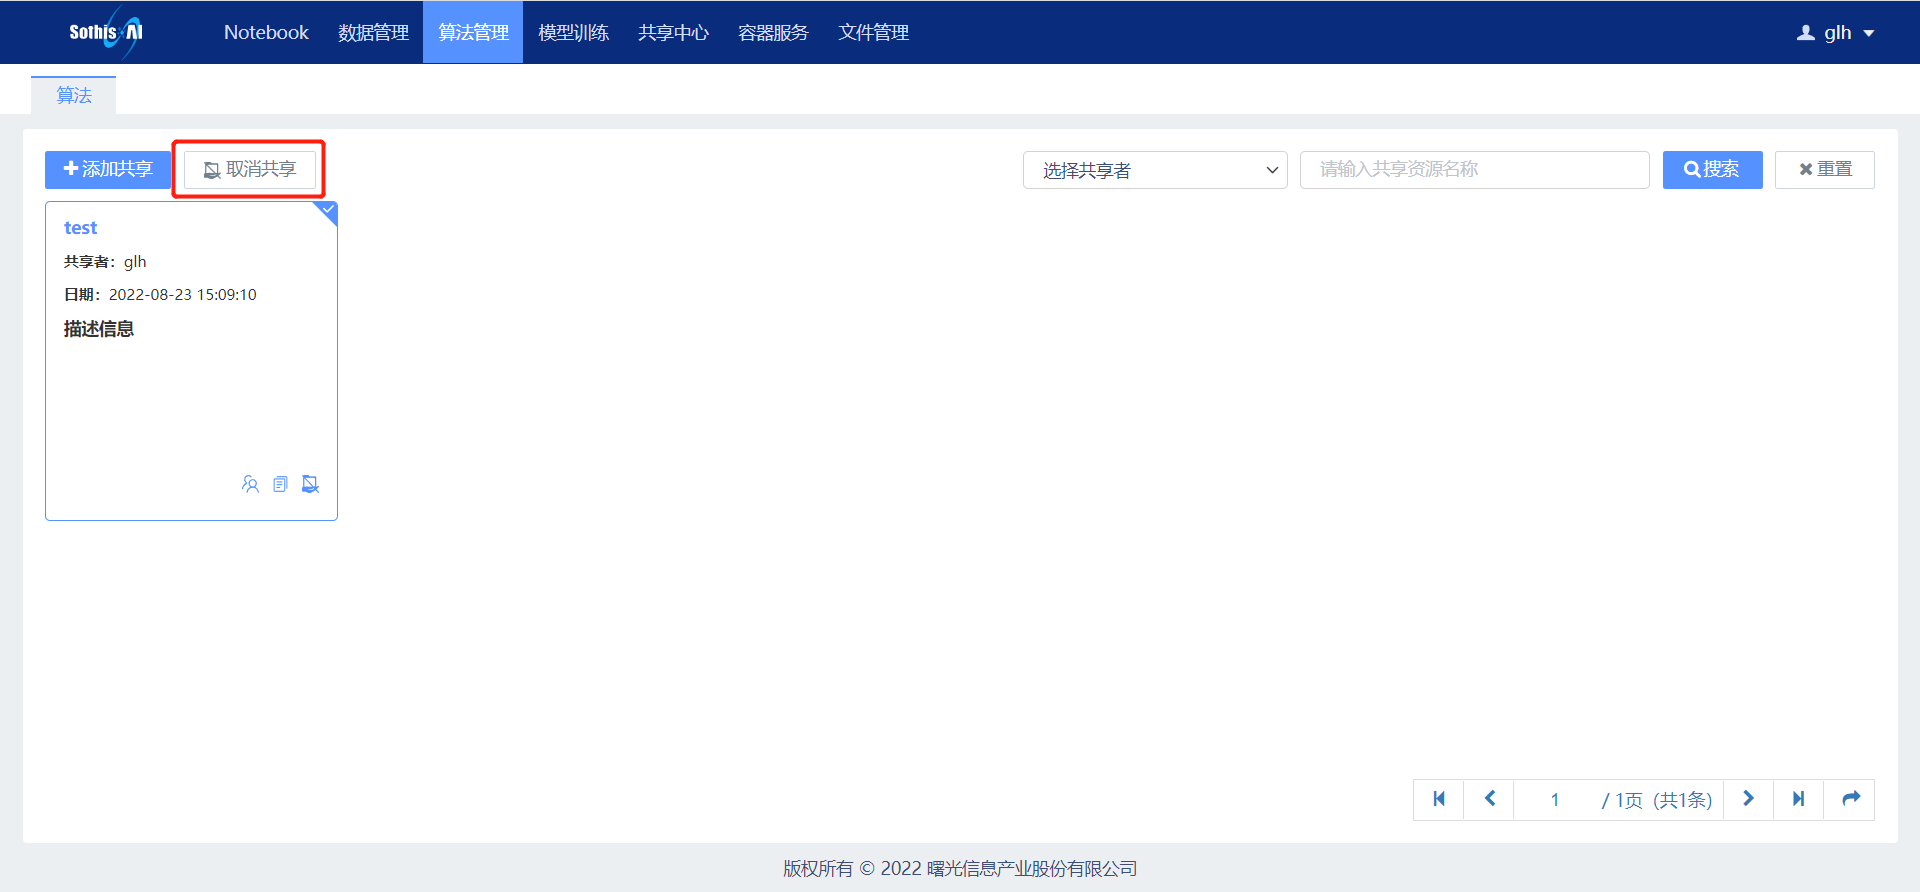 SothisAI Notebook 数据管理 算法管理 模型训练 共享中心 容器服务 文件管理 glh
算法
添加共享 取消共享 选择共享者 请输入共享资源名称 搜索 重置
test
共享者：glh
日期：2022-08-23 15:09:10
描述信息
1 / 1页 (共1条)
版权所有 © 2022 曙光信息产业股份有限公司